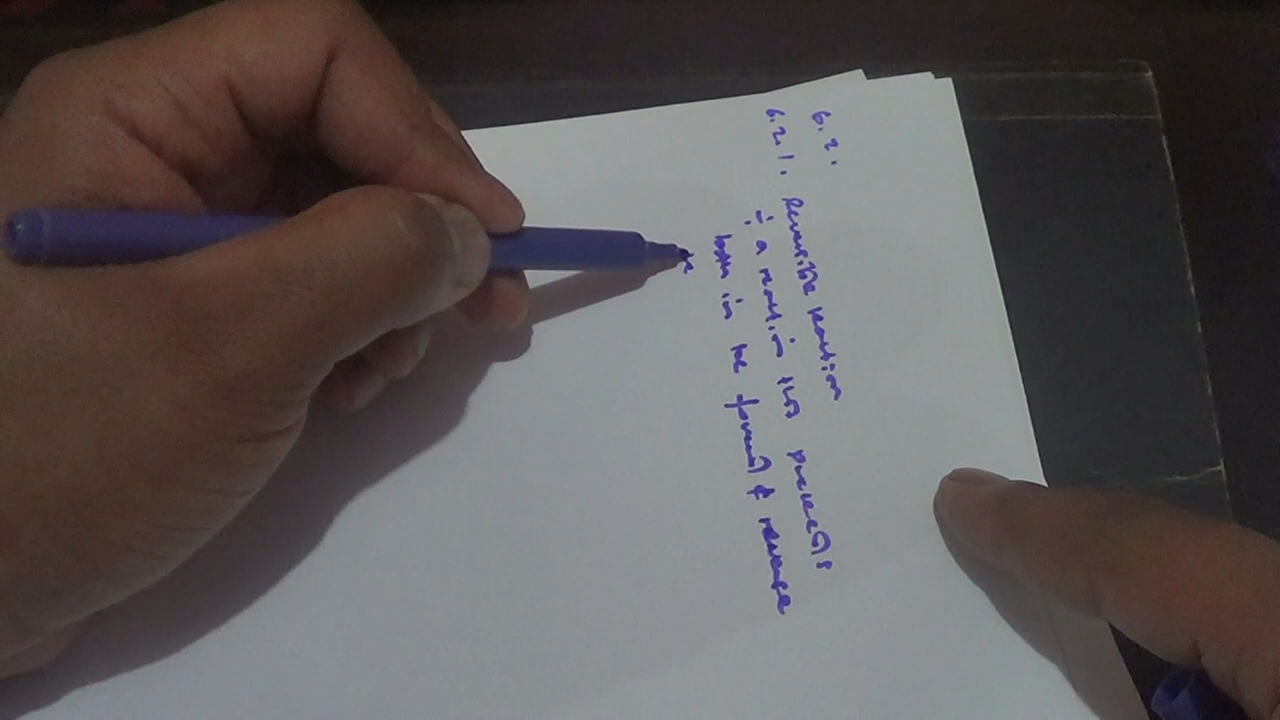 6.2.
6.2.1. Reversible reaction
÷ a reaction that proceeds
both in the forward & reverse